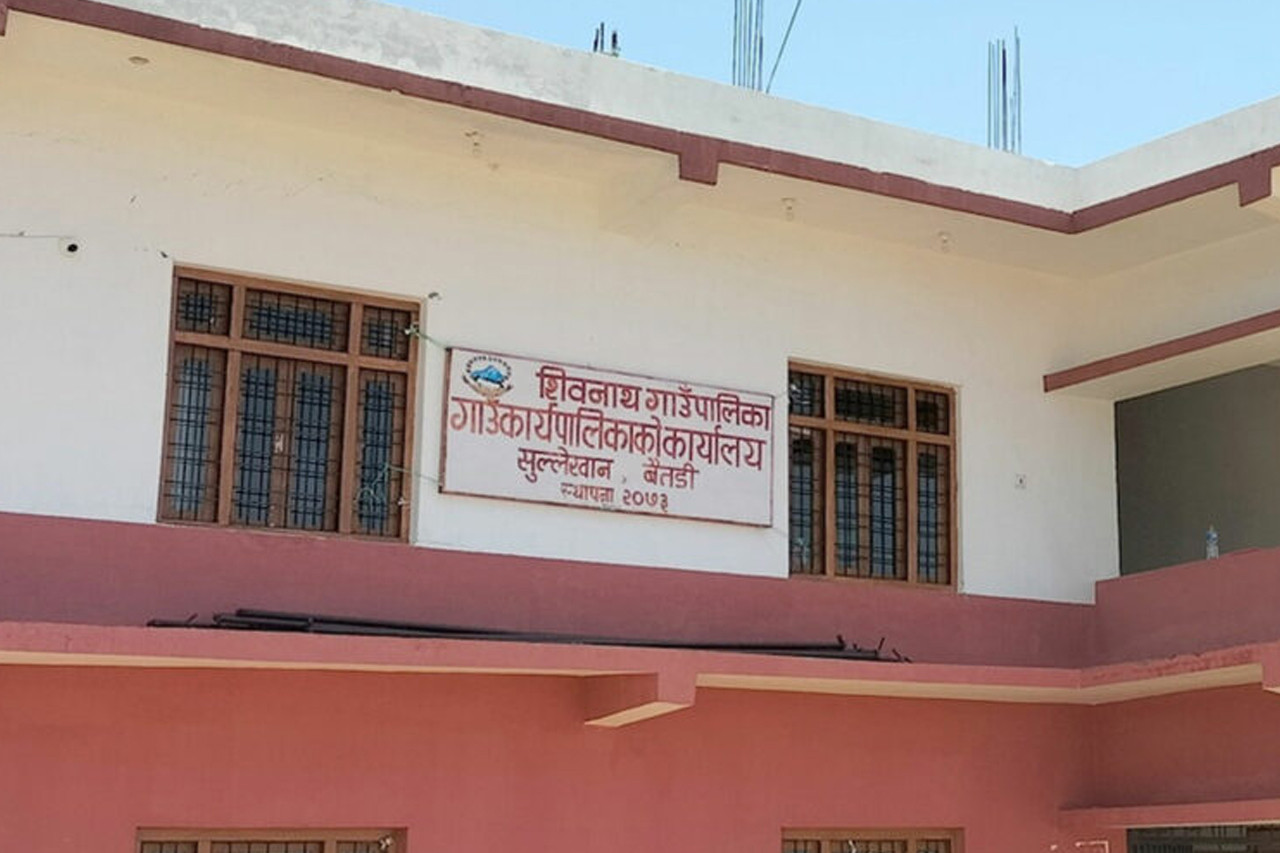 शिवनाथ गाउँपालिका
गाउँकार्यपालिकाको कार्यालय
सुल्लेखान, बैतडी
स्थापना २०७३